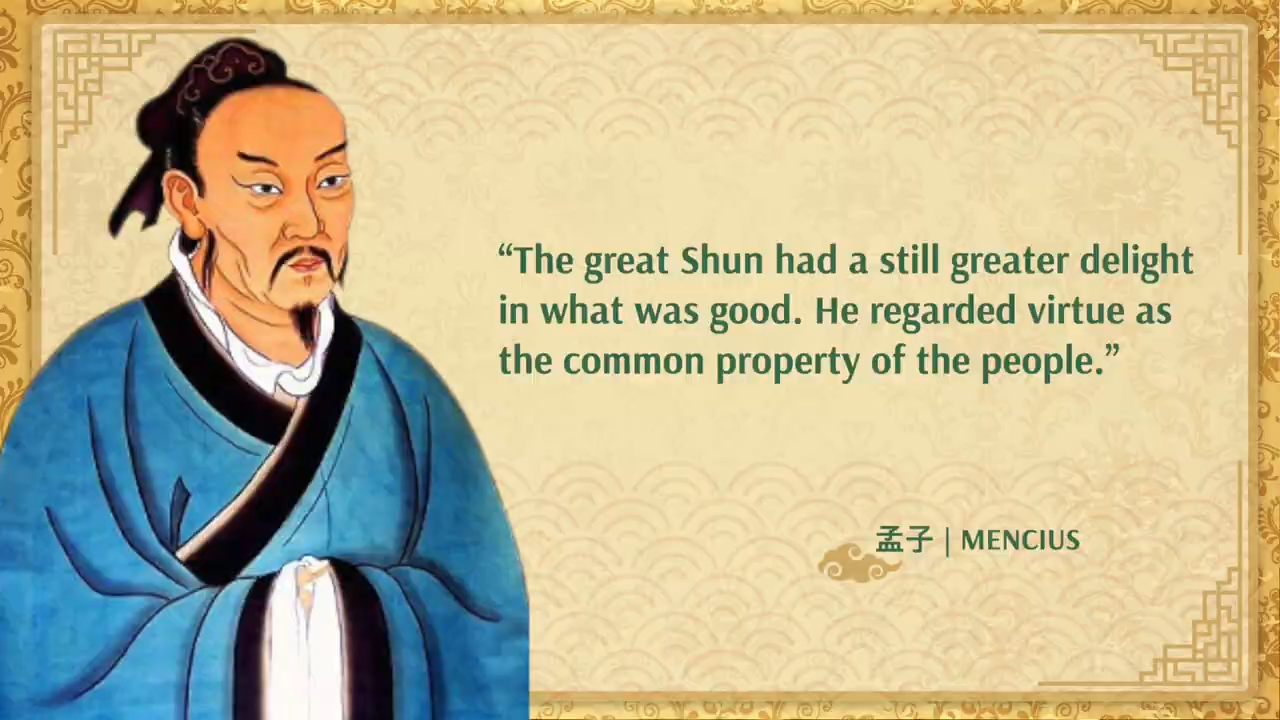 “The great Shun had a still greater delight
in what was good. He regarded virtue as
the common property of the people.”
孟子 | MENCIUS